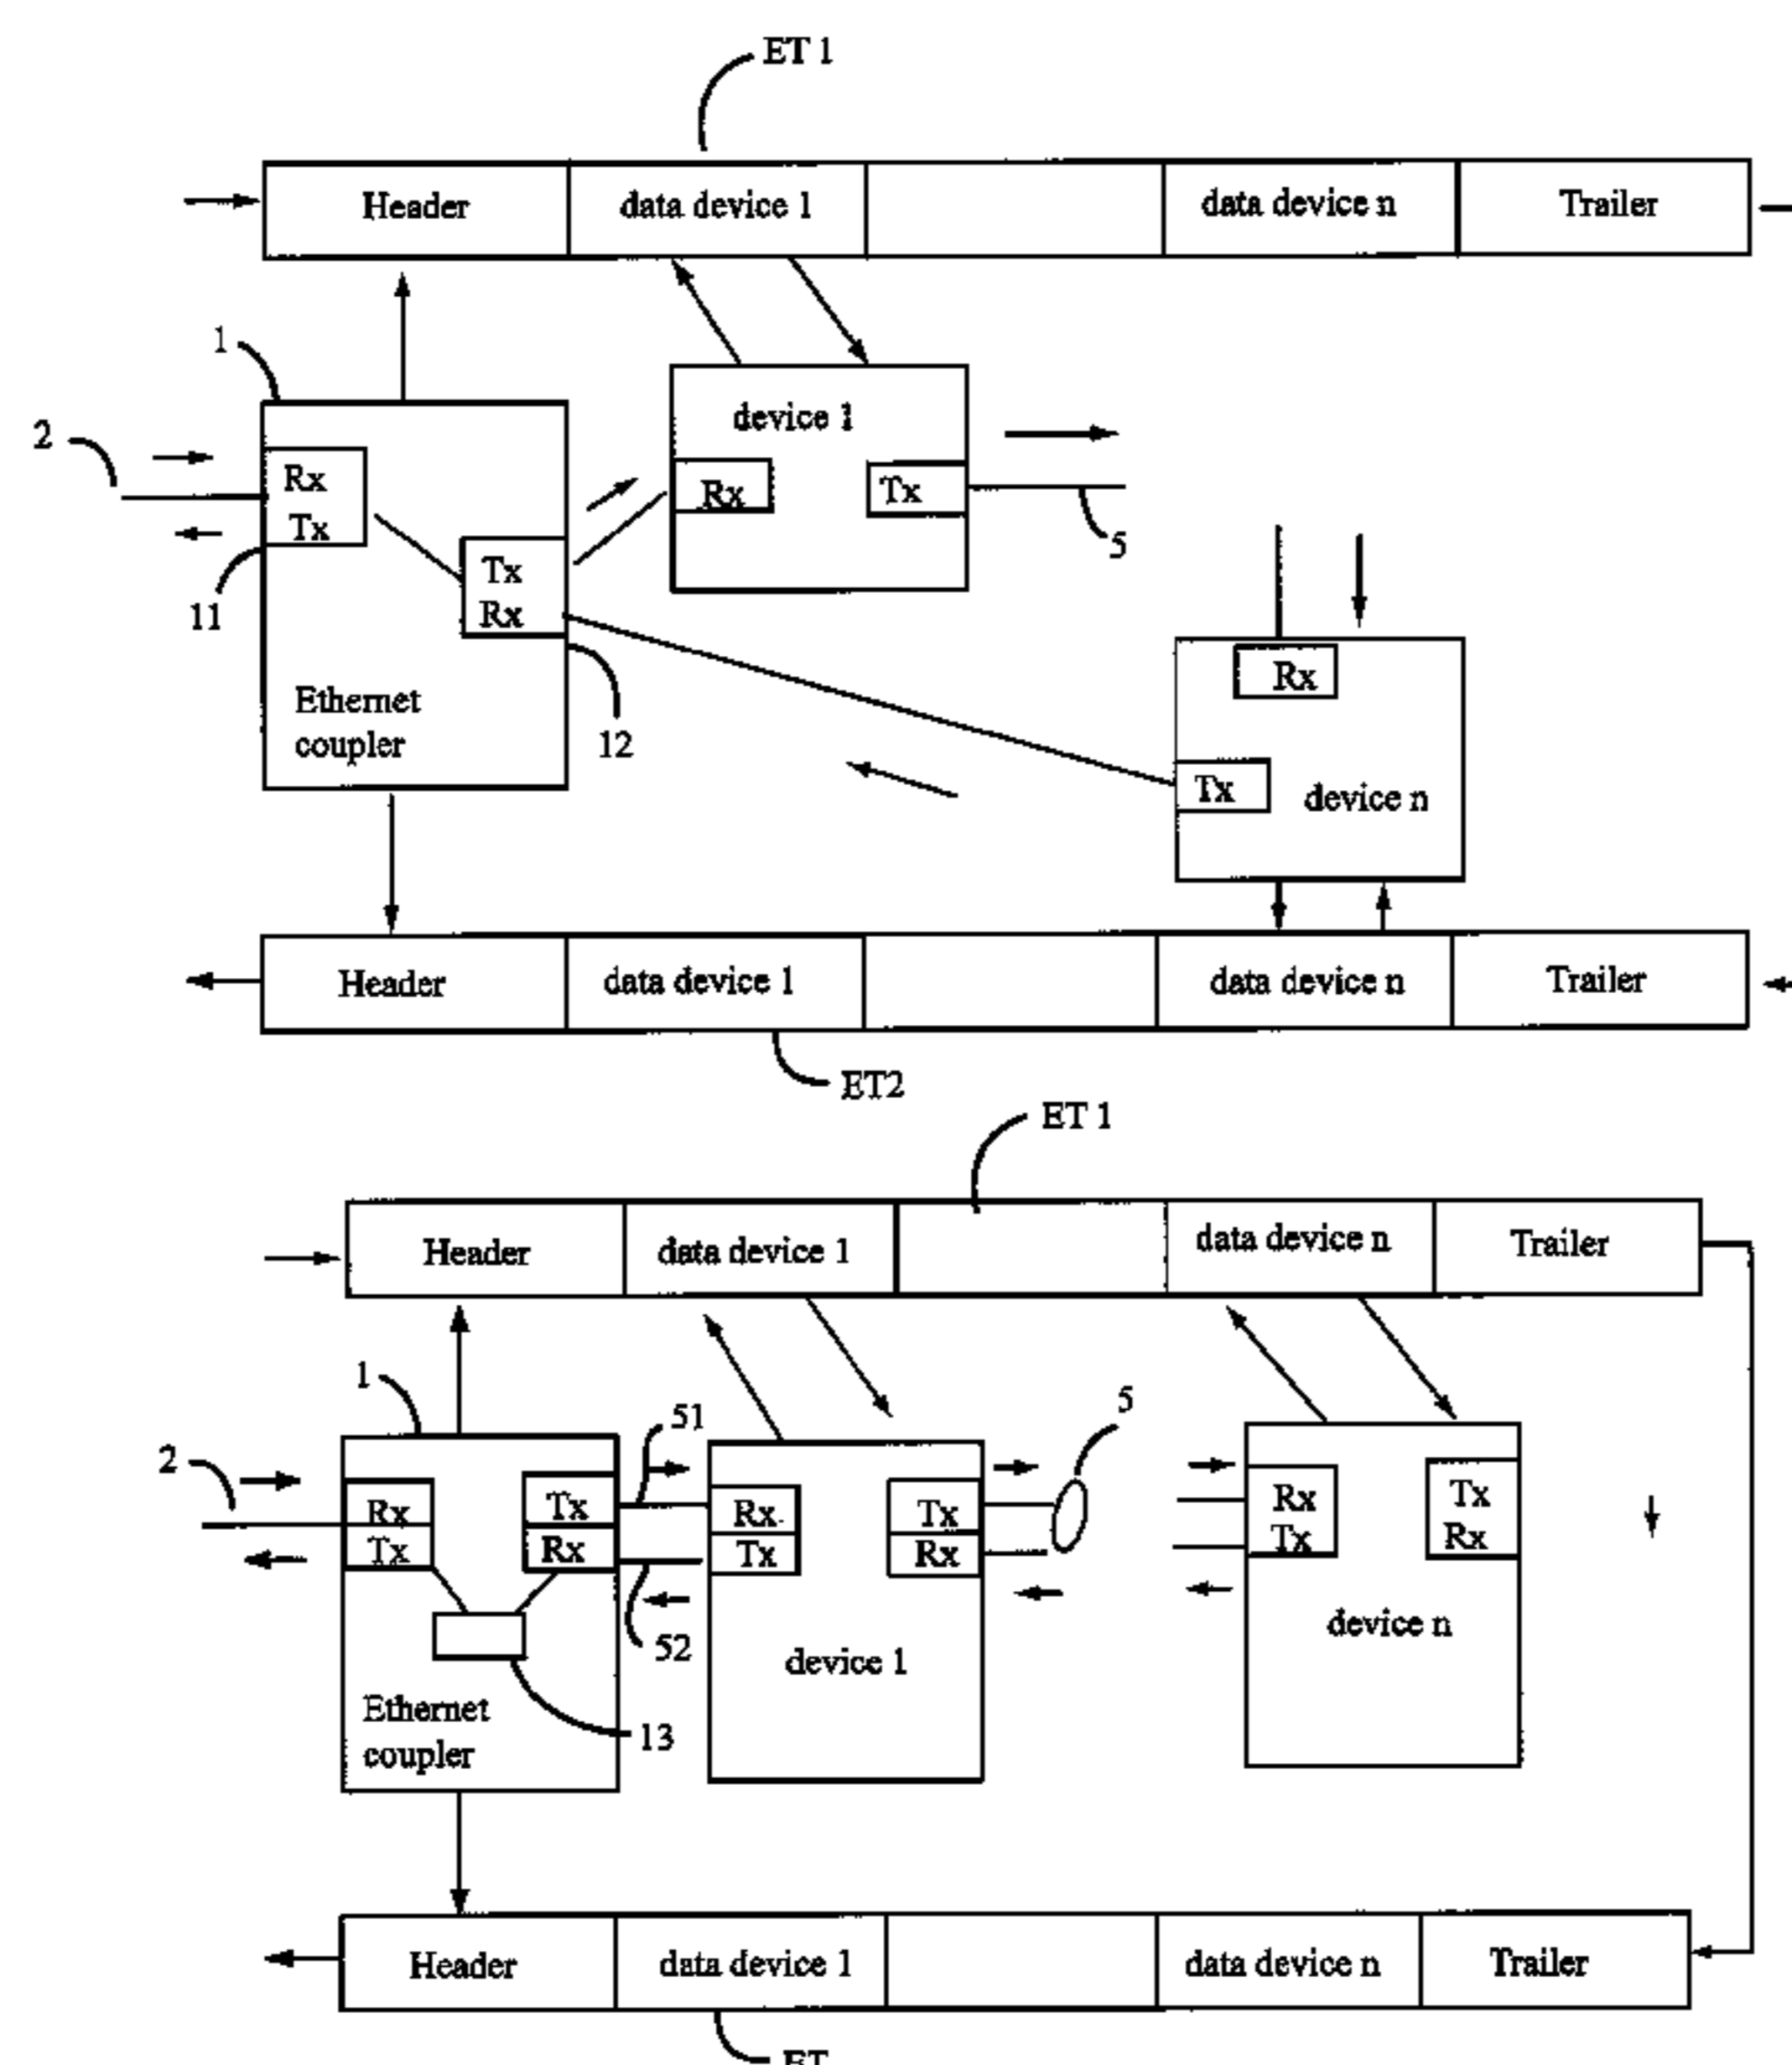 ET 1
Header data device 1 data device n Trailer
1
2
device 1
Rx
Tx
Rx
Tx
5
11
Tx
Rx
Rx
Ethernet
coupler
12
Tx
device n
Header data device 1 data device n Trailer
ET2
ET 1
Header data device 1 data device n Trailer
1
51
5
2
Rx
Tx
Tx
Rx
Rx
Tx
Tx
Rx
Rx
Tx
Tx
Rx
52
device 1
device n
Ethernet
coupler
13
Header data device 1 data device n Trailer
ET